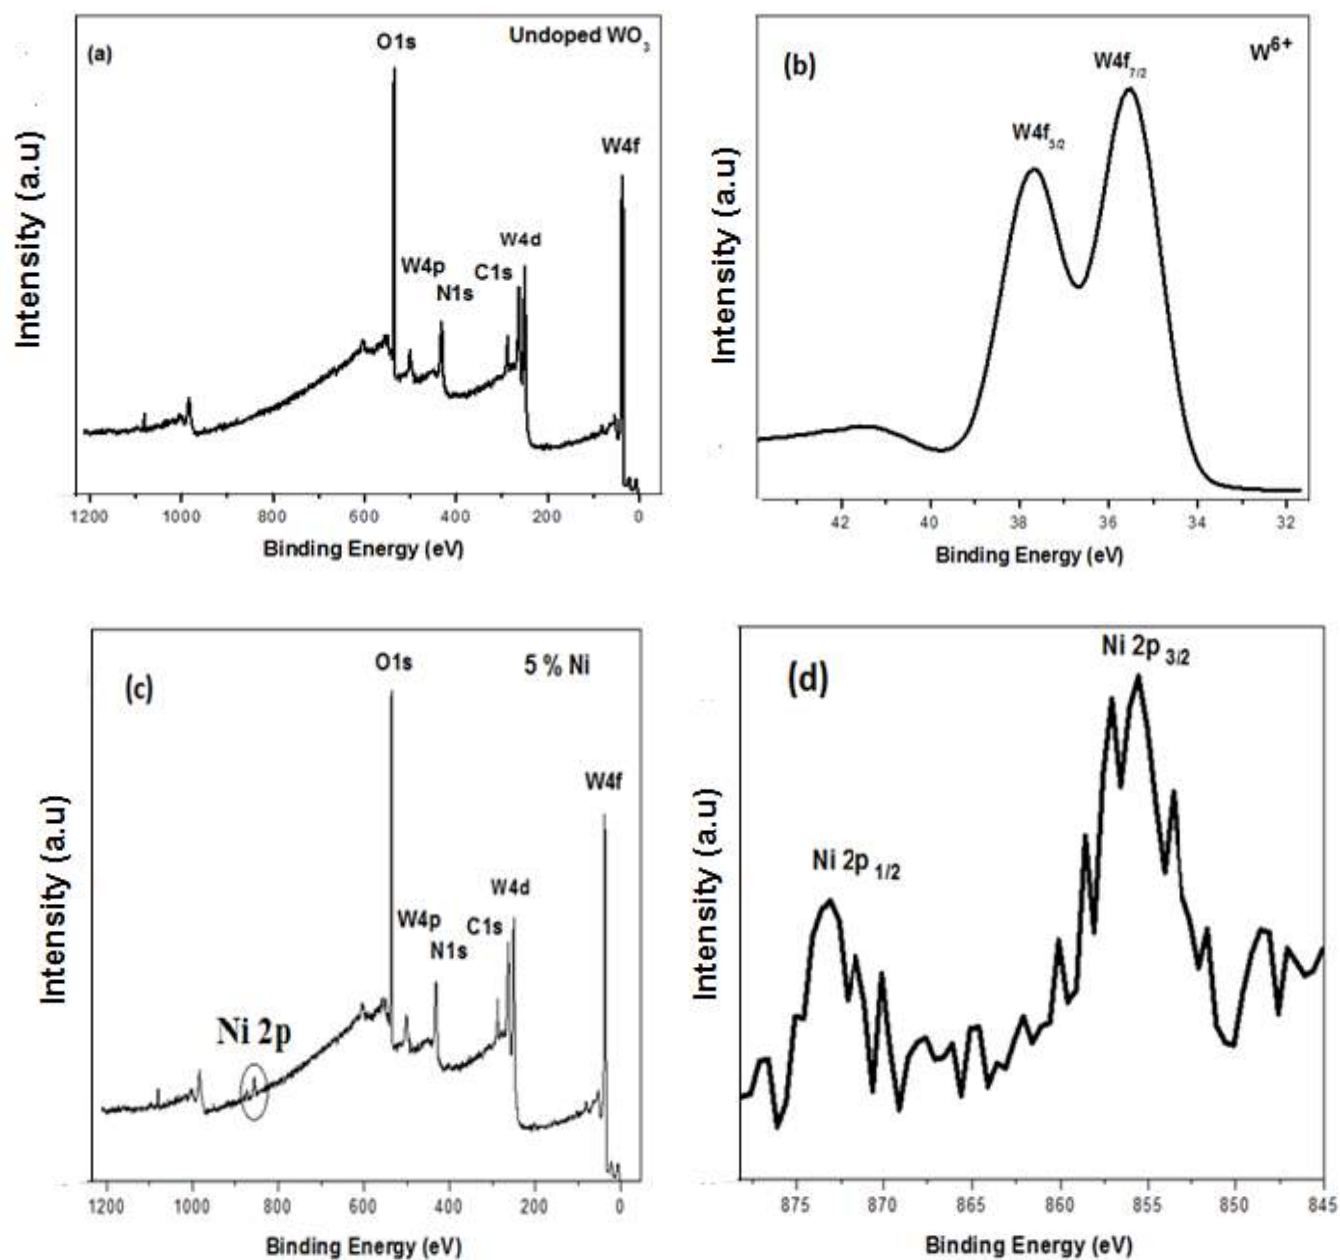 (a)
Undoped WO₃
O1s
W4f
W4d
W4p
C1s
N1s
Intensity (a.u)
1200 1000 800 600 400 200 0
Binding Energy (eV)
(b)
W⁶⁺
W4f₇/₂
W4f₅/₂
Intensity (a.u)
42 40 38 36 34 32
Binding Energy (eV)
(c)
O1s
5 % Ni
W4f
W4d
W4p
C1s
N1s
Ni 2p
Intensity (a.u)
1200 1000 800 600 400 200 0
Binding Energy (eV)
(d)
Ni 2p ₃/₂
Ni 2p ₁/₂
Intensity (a.u)
875 870 865 860 855 850 845
Binding Energy (eV)